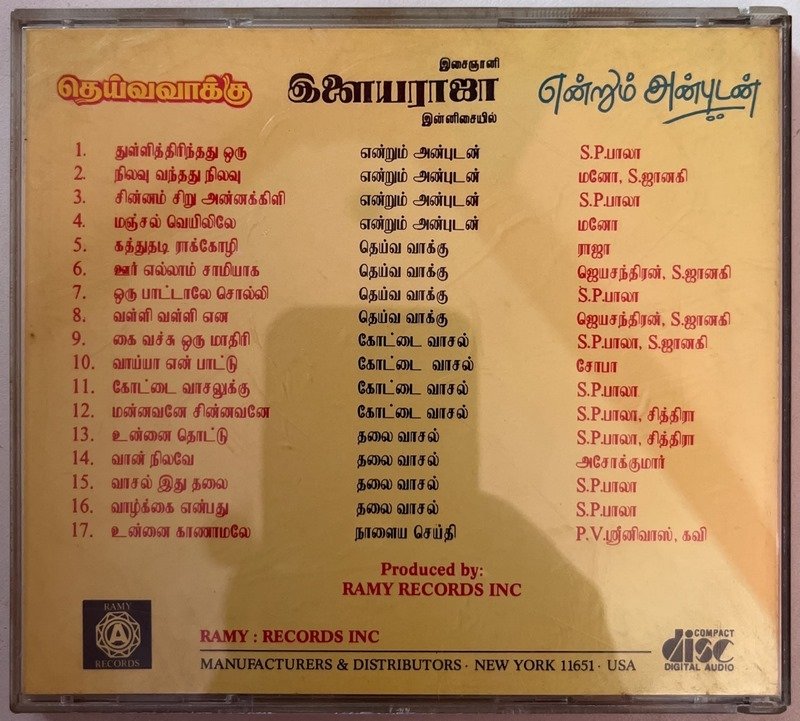 தெய்வவாக்கு
இசைஞானி
இளையராஜா
இன்னிசையில்
என்றும் அன்புடன்
1. துள்ளித்திரிந்தது ஒரு என்றும் அன்புடன் S.P.பாலா
2. நிலவு வந்தது நிலவு என்றும் அன்புடன் மனோ, S.ஜானகி
3. சின்னம் சிறு அன்னக்கிளி என்றும் அன்புடன் S.P.பாலா
4. மஞ்சல் வெயிலிலே என்றும் அன்புடன் மனோ
5. கத்துதடி ராக்கோழி தெய்வ வாக்கு ராஜா
6. ஊர் எல்லாம் சாமியாக தெய்வ வாக்கு ஜெயசந்திரன், S.ஜானகி
7. ஒரு பாட்டாலே சொல்லி தெய்வ வாக்கு S.P.பாலா
8. வள்ளி வள்ளி என தெய்வ வாக்கு ஜெயசந்திரன், S.ஜானகி
9. கை வச்சு ஒரு மாதிரி கோட்டை வாசல் S.P.பாலா, S.ஜானகி
10. வாய்யா என் பாட்டு கோட்டை வாசல் சோபா
11. கோட்டை வாசலுக்கு கோட்டை வாசல் S.P.பாலா
12. மன்னவனே சின்னவனே கோட்டை வாசல் S.P.பாலா, சித்திரா
13. உன்னை தொட்டு தலை வாசல் S.P.பாலா, சித்திரா
14. வான் நிலவே தலை வாசல் அசோக்குமார்
15. வாசல் இது தலை தலை வாசல் S.P.பாலா
16. வாழ்க்கை என்பது தலை வாசல் S.P.பாலா
17. உன்னை காணாமலே நாளைய செய்தி P.V.ஸ்ரீனிவாஸ், கவி
Produced by:
RAMY RECORDS INC
RAMY
A
RECORDS
RAMY : RECORDS INC
MANUFACTURERS & DISTRIBUTORS · NEW YORK 11651 · USA
COMPACT
disc
DIGITAL AUDIO